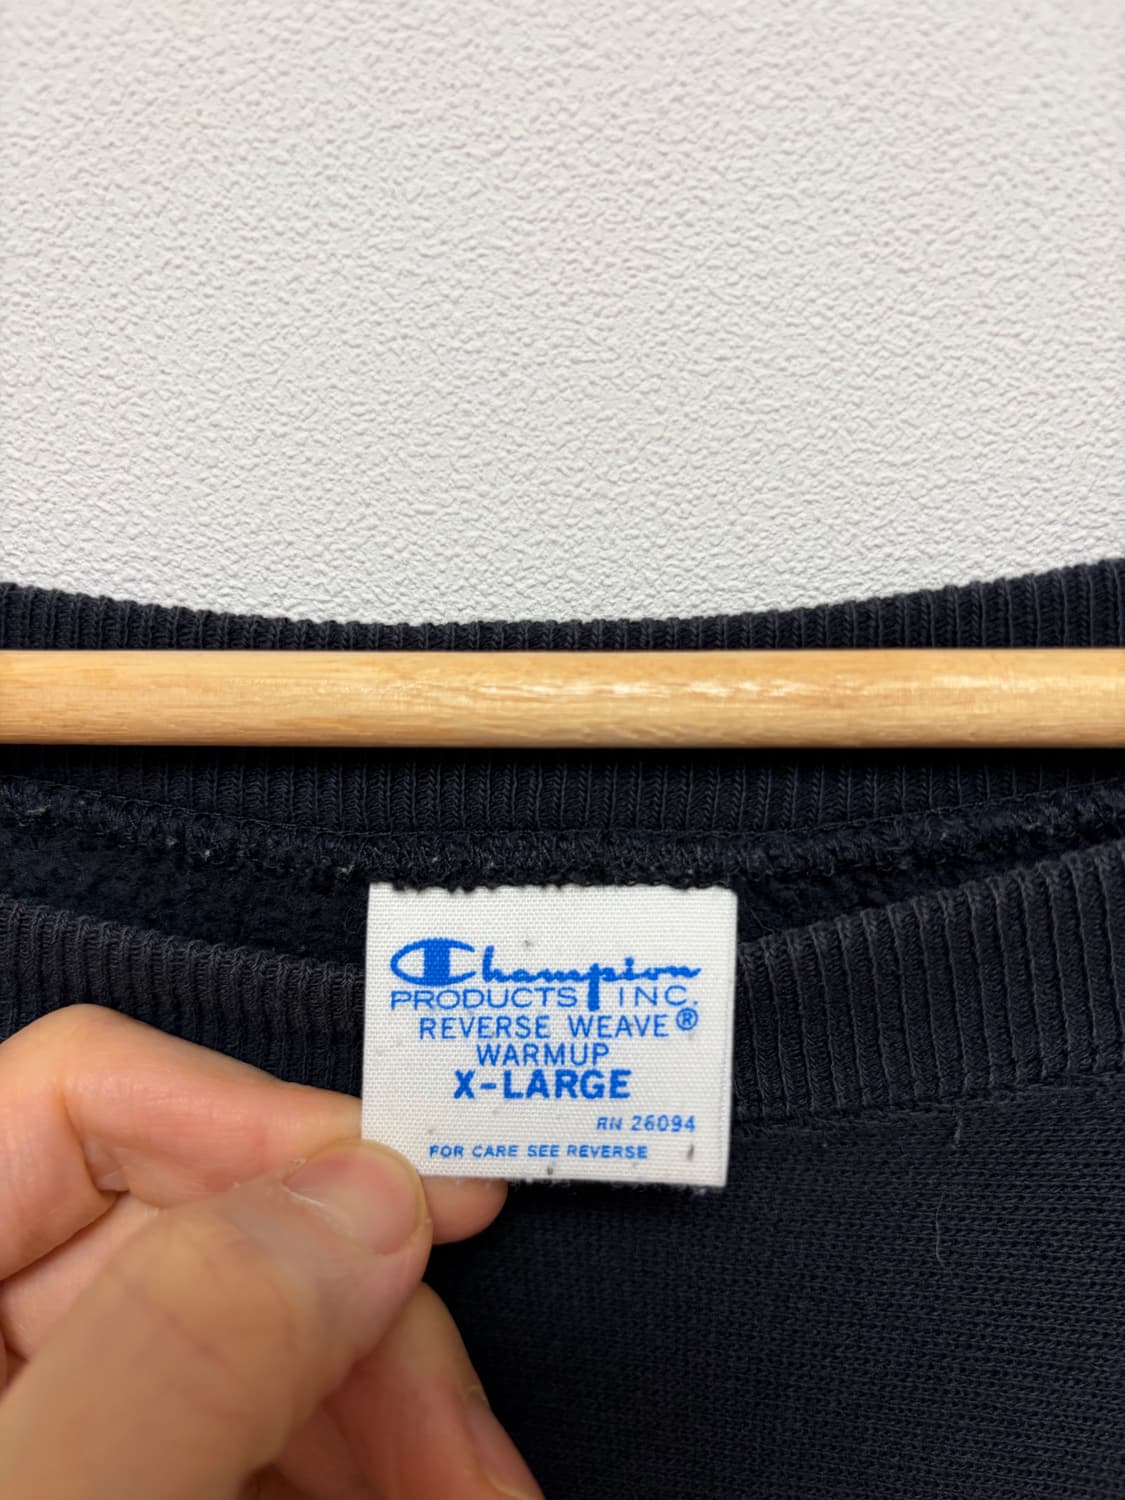 Champion
PRODUCTS INC.
REVERSE WEAVE®
WARMUP
X-LARGE
RN 26094
FOR CARE SEE REVERSE